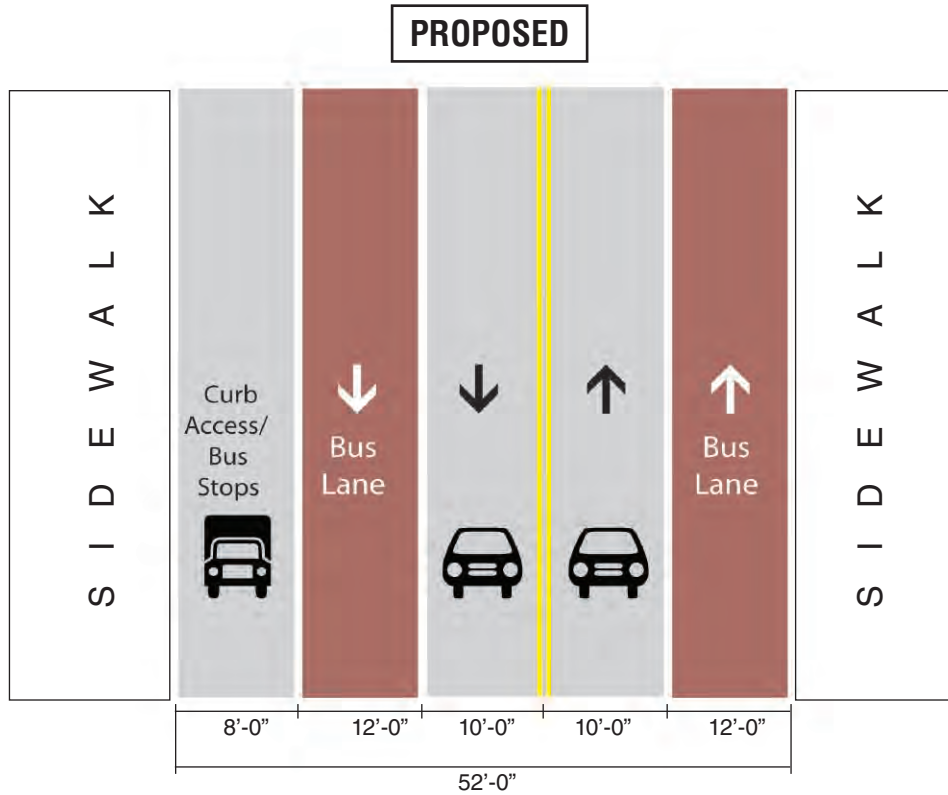 PROPOSED
SIDEWALK
Curb
Access/
Bus
Stops
Bus
Lane
Bus
Lane
SIDEWALK
8’-0”
12’-0”
10’-0”
10’-0”
12’-0”
52’-0”